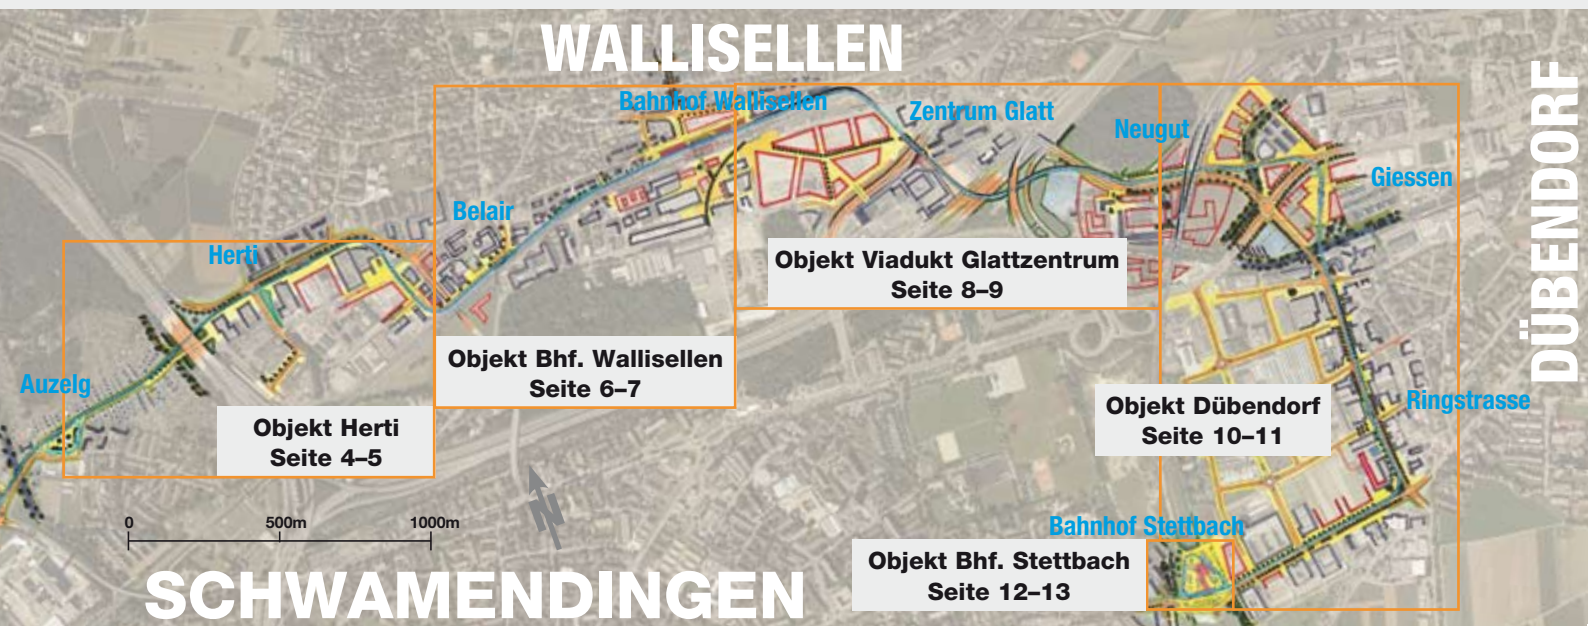 WALLISELLEN
Bahnhof Wallisellen
Zentrum Glatt
Neugut
Giessen
DÜBENDORF
Belair
Herti
Auzelg
Objekt Viadukt Glattzentrum
Seite 8–9
Objekt Bhf. Wallisellen
Seite 6–7
Objekt Herti
Seite 4–5
Objekt Dübendorf
Seite 10–11
Ringstrasse
N
0 500m 1000m
Bahnhof Stettbach
Objekt Bhf. Stettbach
Seite 12–13
SCHWAMENDINGEN